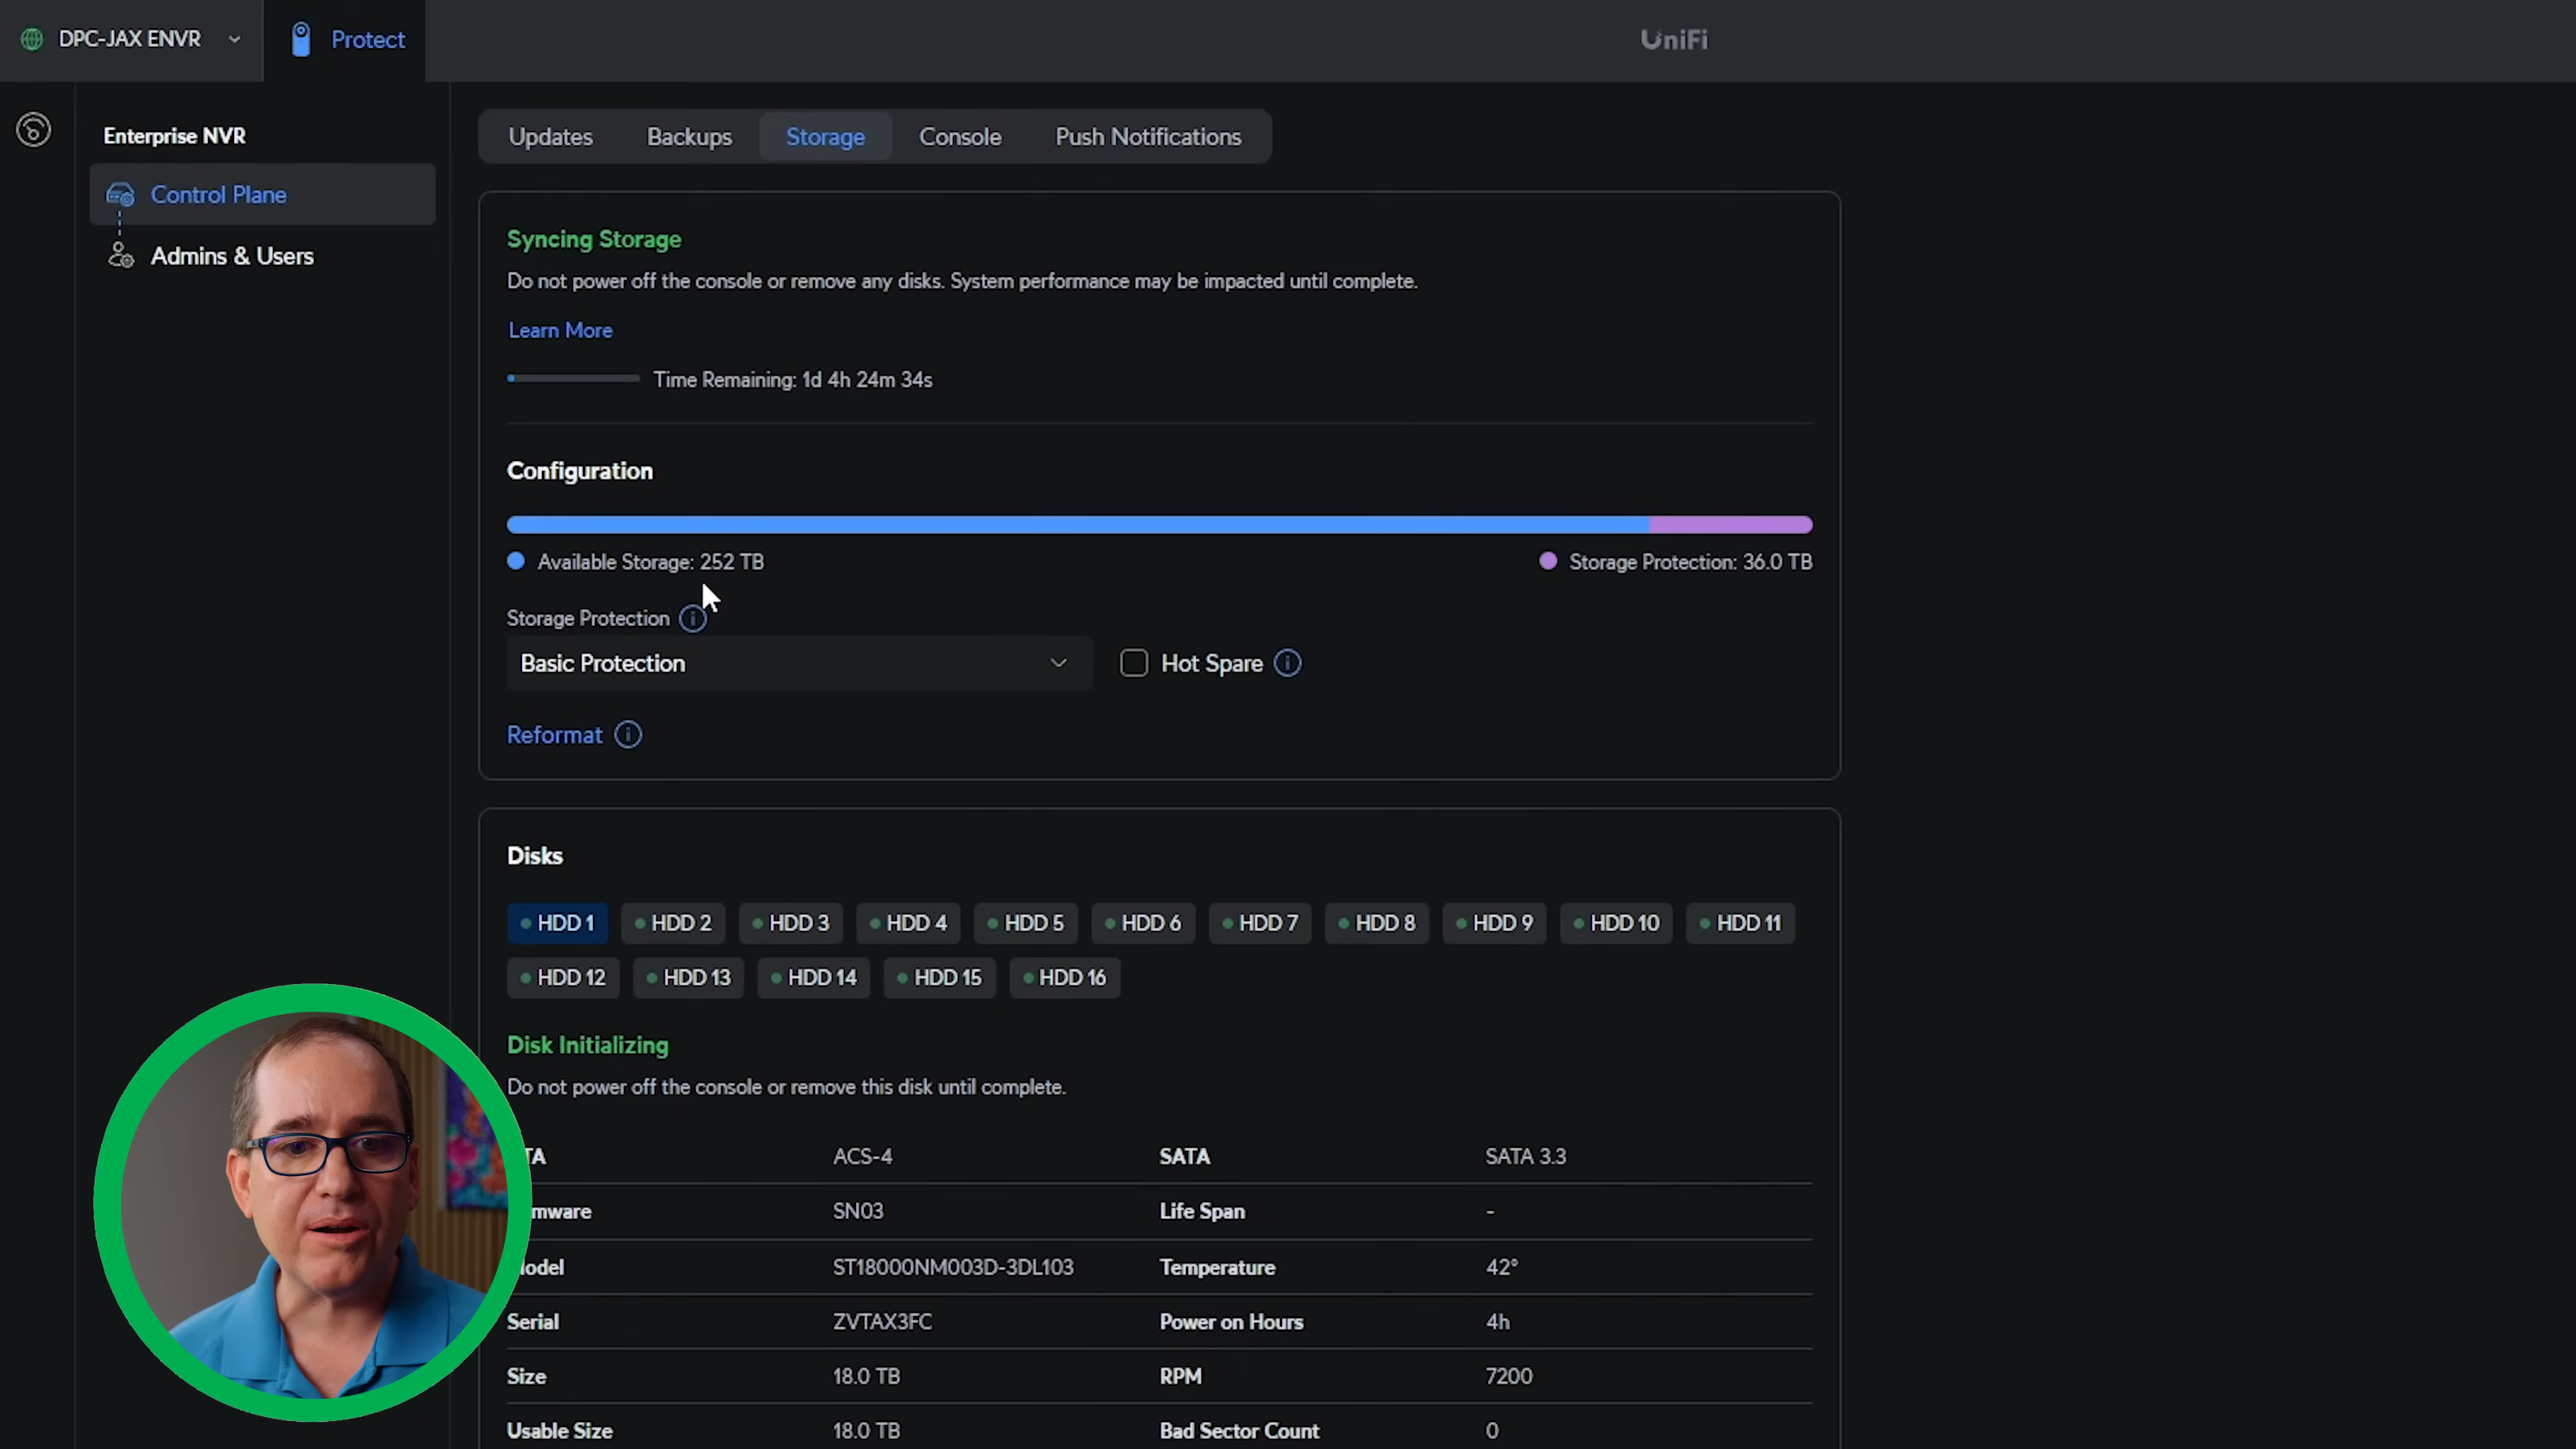 DPC-JAX ENVR
Protect
UniFi
Enterprise NVR
Control Plane
Admins & Users
Updates Backups Storage Console Push Notifications
Syncing Storage
Do not power off the console or remove any disks. System performance may be impacted until complete.
Learn More
Time Remaining: 1d 4h 24m 34s
Configuration
Available Storage: 252 TB Storage Protection: 36.0 TB
Storage Protection
Basic Protection Hot Spare
Reformat
Disks
HDD 1 HDD 2 HDD 3 HDD 4 HDD 5 HDD 6 HDD 7 HDD 8 HDD 9 HDD 10 HDD 11
HDD 12 HDD 13 HDD 14 HDD 15 HDD 16
Disk Initializing
Do not power off the console or remove this disk until complete.
TA ACS-4 SATA SATA 3.3
mware SN03 Life Span -
odel ST18000NM003D-3DL103 Temperature 42°
Serial ZVTAX3FC Power on Hours 4h
Size 18.0 TB RPM 7200
Usable Size 18.0 TB Bad Sector Count 0